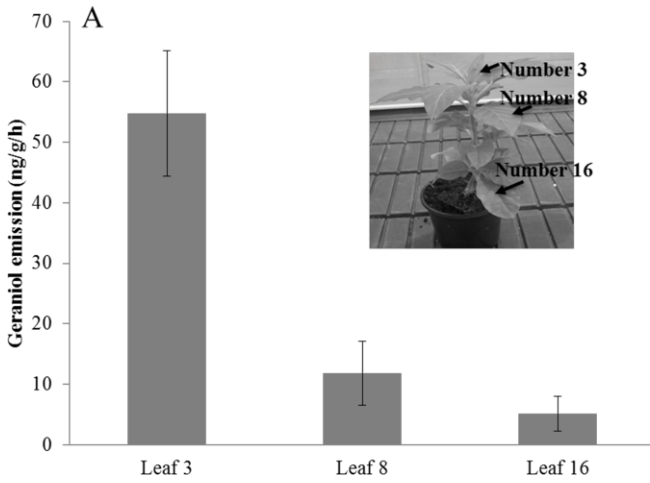 A
70
60
50
40
30
20
10
0
Geraniol emission (ng/g/h)
Number 3
Number 8
Number 16
Leaf 3
Leaf 8
Leaf 16